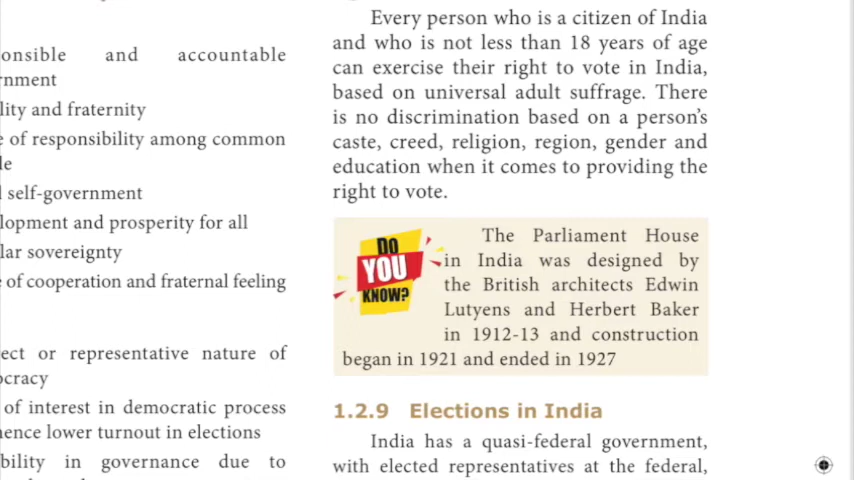 and accountable
lity and fraternity
e of responsibility among common
self-government
lopment and prosperity for all
lar sovereignty
e of cooperation and fraternal feeling
ect or representative nature of
of interest in democratic process
hence lower turnout in elections
bility in governance due to
Every person who is a citizen of India
and who is not less than 18 years of age
can exercise their right to vote in India,
based on universal adult suffrage. There
is no discrimination based on a person's
caste, creed, religion, region, gender and
education when it comes to providing the
right to vote.
DO
YOU
KNOW?
The Parliament House
in India was designed by
the British architects Edwin
Lutyens and Herbert Baker
in 1912-13 and construction
began in 1921 and ended in 1927
1.2.9 Elections in India
India has a quasi-federal government,
with elected representatives at the federal,